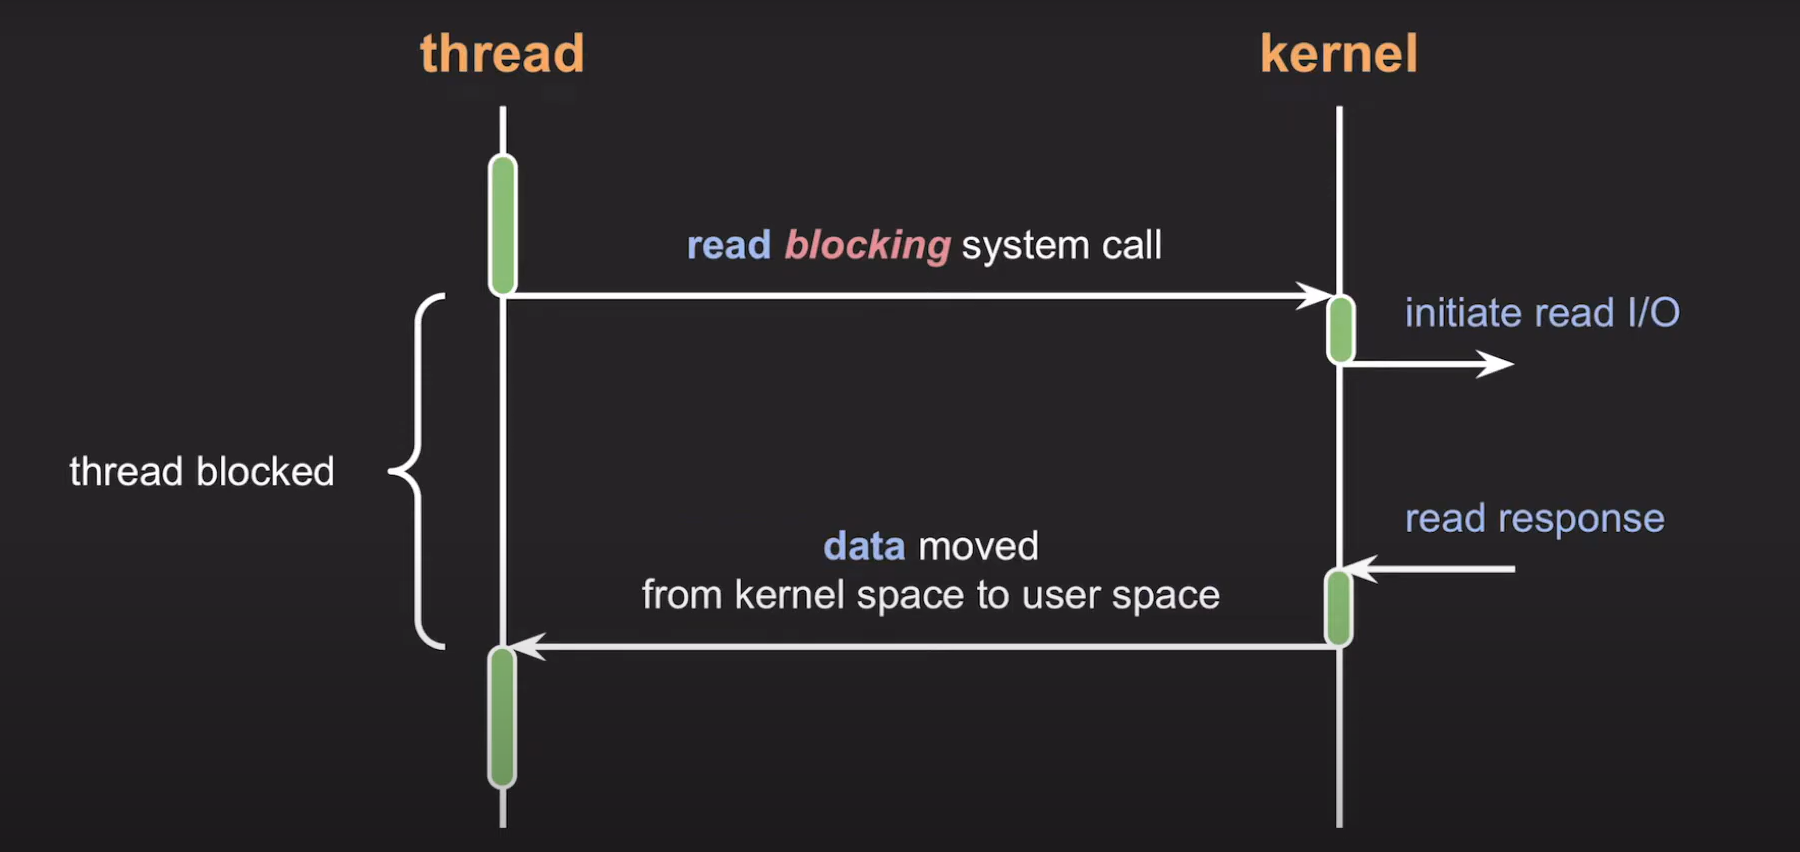 thread
kernel
read blocking system call
initiate read I/O
thread blocked
read response
data moved
from kernel space to user space